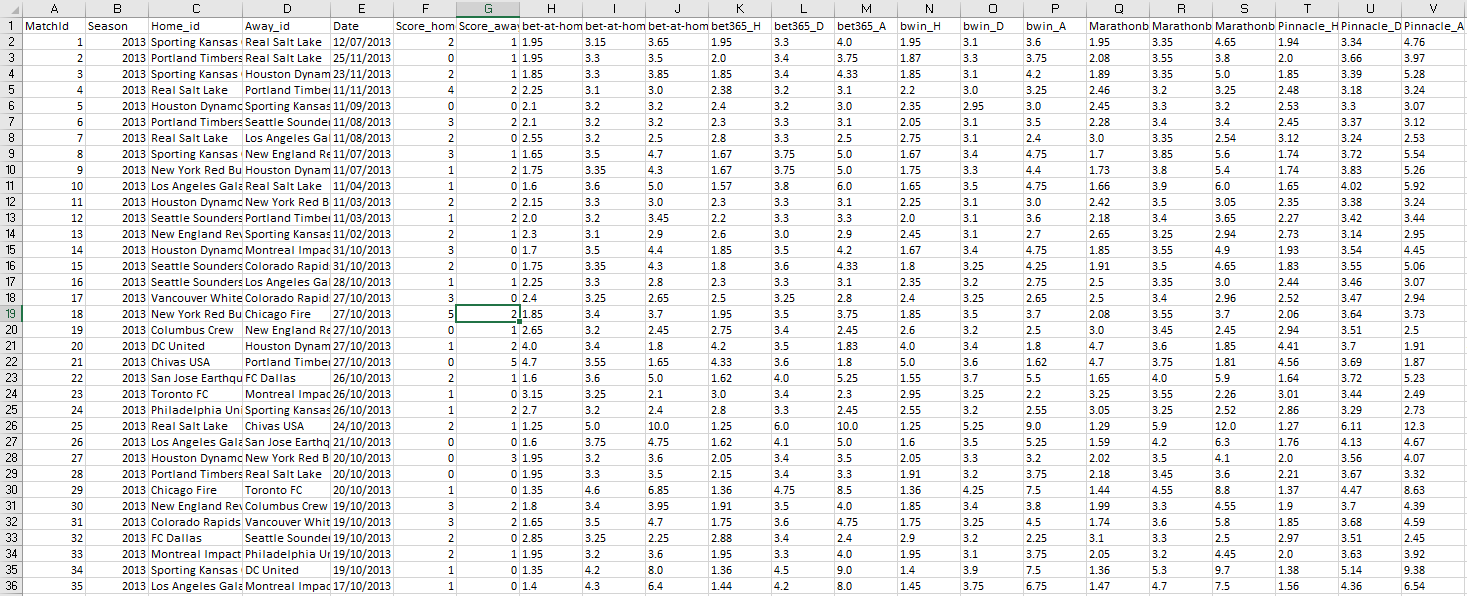 A B C D E F G H I J K L M N O P Q R S T U V
1 MatchId Season Home_id Away_id Date Score_hom Score_away bet-at-hom bet-at-hom bet-at-hom bet365_H bet365_D bet365_A bwin_H bwin_D bwin_A Marathonb Marathonb Marathonb Pinnacle_H Pinnacle_D Pinnacle_A
2 1 2013 Sporting Kansas Real Salt Lake 12/07/2013 2 1 1.95 3.15 3.65 1.95 3.3 4.0 1.95 3.1 3.6 1.95 3.35 4.65 1.94 3.34 4.76
3 2 2013 Portland Timbers Real Salt Lake 25/11/2013 0 1 1.95 3.3 3.5 2.0 3.4 3.75 1.87 3.3 3.75 2.08 3.55 3.8 2.0 3.66 3.97
4 3 2013 Sporting Kansas Houston Dynam 23/11/2013 2 1 1.85 3.3 3.85 1.85 3.4 4.33 1.85 3.1 4.2 1.89 3.35 5.0 1.85 3.39 5.28
5 4 2013 Real Salt Lake Portland Timber 11/11/2013 4 2 2.25 3.1 3.0 2.38 3.2 3.1 2.2 3.0 3.25 2.46 3.2 3.25 2.48 3.18 3.24
6 5 2013 Houston Dynamo Sporting Kansas 11/09/2013 0 0 2.1 3.2 3.2 2.4 3.2 3.0 2.35 2.95 3.0 2.45 3.3 3.2 2.53 3.3 3.07
7 6 2013 Portland Timbers Seattle Sounder 11/08/2013 3 2 2.1 3.2 3.2 2.3 3.3 3.1 2.05 3.1 3.5 2.28 3.4 3.4 2.45 3.37 3.12
8 7 2013 Real Salt Lake Los Angeles Gal 11/08/2013 2 0 2.55 3.2 2.5 2.8 3.3 2.5 2.75 3.1 2.4 3.0 3.35 2.54 3.12 3.24 2.53
9 8 2013 Sporting Kansas New England Re 11/07/2013 3 1 1.65 3.5 4.7 1.67 3.75 5.0 1.67 3.4 4.75 1.7 3.85 5.6 1.74 3.72 5.54
10 9 2013 New York Red Bu Houston Dynam 11/07/2013 1 2 1.75 3.35 4.3 1.67 3.75 5.0 1.75 3.3 4.4 1.73 3.8 5.4 1.74 3.83 5.26
11 10 2013 Los Angeles Gala Real Salt Lake 11/04/2013 1 0 1.6 3.6 5.0 1.57 3.8 6.0 1.65 3.5 4.75 1.66 3.9 6.0 1.65 4.02 5.92
12 11 2013 Houston Dynamo New York Red B 11/03/2013 2 2 2.15 3.3 3.0 2.3 3.3 3.1 2.25 3.1 3.0 2.42 3.5 3.05 2.35 3.38 3.24
13 12 2013 Seattle Sounders Portland Timber 11/03/2013 1 2 2.0 3.2 3.45 2.2 3.3 3.3 2.0 3.1 3.6 2.18 3.4 3.65 2.27 3.42 3.44
14 13 2013 New England Rev Sporting Kansas 11/02/2013 2 1 2.3 3.1 2.9 2.6 3.0 2.9 2.45 3.1 2.7 2.65 3.25 2.94 2.73 3.14 2.95
15 14 2013 Houston Dynamo Montreal Impac 31/10/2013 3 0 1.7 3.5 4.4 1.85 3.5 4.2 1.67 3.4 4.75 1.85 3.55 4.9 1.93 3.54 4.45
16 15 2013 Seattle Sounders Colorado Rapid 31/10/2013 2 0 1.75 3.35 4.3 1.8 3.6 4.33 1.8 3.25 4.25 1.91 3.5 4.65 1.83 3.55 5.06
17 16 2013 Seattle Sounders Los Angeles Gal 28/10/2013 1 1 2.25 3.3 2.8 2.3 3.3 3.1 2.35 3.2 2.75 2.5 3.35 3.0 2.44 3.46 3.07
18 17 2013 Vancouver White Colorado Rapid 27/10/2013 3 0 2.4 3.25 2.65 2.5 3.25 2.8 2.4 3.25 2.65 2.5 3.4 2.96 2.52 3.47 2.94
19 18 2013 New York Red Bu Chicago Fire 27/10/2013 5 2 1.85 3.4 3.7 1.95 3.5 3.75 1.85 3.5 3.7 2.08 3.55 3.7 2.06 3.64 3.73
20 19 2013 Columbus Crew New England Re 27/10/2013 0 1 2.65 3.2 2.45 2.75 3.4 2.45 2.6 3.2 2.5 3.0 3.45 2.45 2.94 3.51 2.5
21 20 2013 DC United Houston Dynam 27/10/2013 1 2 4.0 3.4 1.8 4.2 3.5 1.83 4.0 3.4 1.8 4.7 3.6 1.85 4.41 3.7 1.91
22 21 2013 Chivas USA Portland Timber 27/10/2013 0 5 4.7 3.55 1.65 4.33 3.6 1.8 5.0 3.6 1.62 4.7 3.75 1.81 4.56 3.69 1.87
23 22 2013 San Jose Earthqu FC Dallas 26/10/2013 2 1 1.6 3.6 5.0 1.62 4.0 5.25 1.55 3.7 5.5 1.65 4.0 5.9 1.64 3.72 5.23
24 23 2013 Toronto FC Montreal Impac 26/10/2013 1 0 3.15 3.25 2.1 3.0 3.4 2.3 2.95 3.25 2.2 3.25 3.55 2.26 3.01 3.44 2.49
25 24 2013 Philadelphia Uni Sporting Kansas 26/10/2013 1 2 2.7 3.2 2.4 2.8 3.3 2.45 2.55 3.2 2.55 3.05 3.25 2.52 2.86 3.29 2.73
26 25 2013 Real Salt Lake Chivas USA 24/10/2013 2 1 1.25 5.0 10.0 1.25 6.0 10.0 1.25 5.25 9.0 1.29 5.9 12.0 1.27 6.11 12.3
27 26 2013 Los Angeles Gala San Jose Earthq 21/10/2013 0 0 1.6 3.75 4.75 1.62 4.1 5.0 1.6 3.5 5.25 1.59 4.2 6.3 1.76 4.13 4.67
28 27 2013 Houston Dynamo New York Red B 20/10/2013 0 3 1.95 3.2 3.6 2.05 3.4 3.5 2.05 3.3 3.2 2.02 3.5 4.1 2.0 3.56 4.07
29 28 2013 Portland Timbers Real Salt Lake 20/10/2013 0 0 1.95 3.3 3.5 2.15 3.4 3.3 1.91 3.2 3.75 2.18 3.45 3.6 2.21 3.67 3.32
30 29 2013 Chicago Fire Toronto FC 20/10/2013 1 0 1.35 4.6 6.85 1.36 4.75 8.5 1.36 4.25 7.5 1.44 4.55 8.8 1.37 4.47 8.63
31 30 2013 New England Rev Columbus Crew 19/10/2013 3 2 1.8 3.4 3.95 1.91 3.5 4.0 1.85 3.4 3.8 1.99 3.3 4.55 1.9 3.7 4.39
32 31 2013 Colorado Rapids Vancouver Whit 19/10/2013 3 2 1.65 3.5 4.7 1.75 3.6 4.75 1.75 3.25 4.5 1.74 3.6 5.8 1.85 3.68 4.59
33 32 2013 FC Dallas Seattle Sounder 19/10/2013 2 0 2.85 3.25 2.25 2.88 3.4 2.4 2.9 3.2 2.25 3.1 3.3 2.5 2.97 3.51 2.45
34 33 2013 Montreal Impact Philadelphia Un 19/10/2013 2 1 1.95 3.2 3.6 1.95 3.3 4.0 1.95 3.1 3.75 2.05 3.2 4.45 2.0 3.63 3.92
35 34 2013 Sporting Kansas DC United 19/10/2013 1 0 1.35 4.2 8.0 1.36 4.5 9.0 1.4 3.9 7.5 1.36 5.3 9.7 1.38 5.14 9.38
36 35 2013 Los Angeles Gala Montreal Impac 17/10/2013 1 0 1.4 4.3 6.4 1.44 4.2 8.0 1.45 3.75 6.75 1.47 4.7 7.5 1.56 4.36 6.54